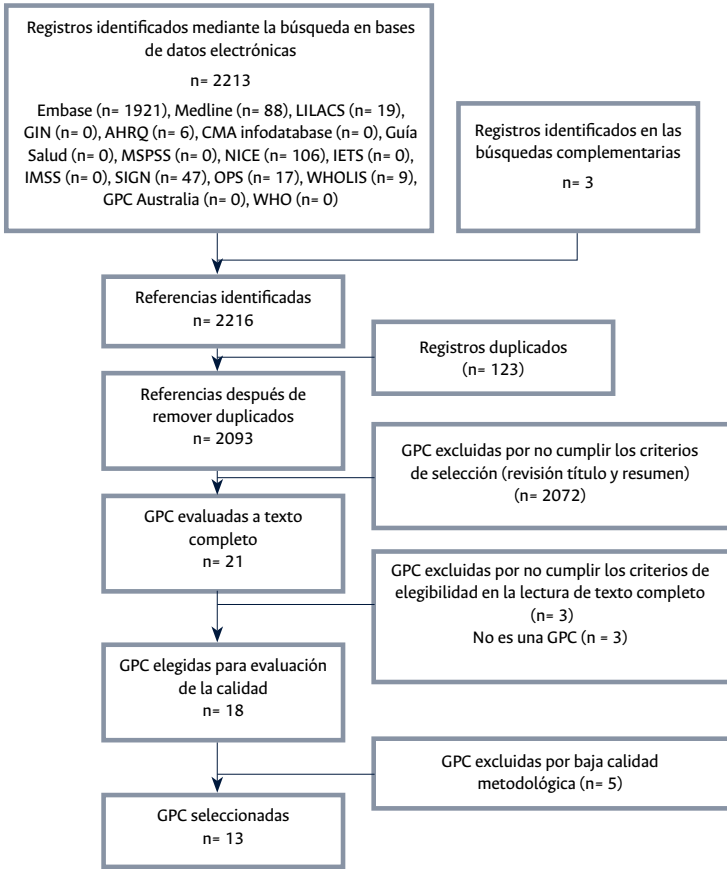 Registros identificados mediante la búsqueda en bases
de datos electrónicas
n= 2213
Embase (n= 1921), Medline (n= 88), LILACS (n= 19),
GIN (n= 0), AHRQ (n= 6), CMA infodatabase (n= 0), Guía
Salud (n= 0), MSPSS (n= 0), NICE (n= 106), IETS (n= 0),
IMSS (n= 0), SIGN (n= 47), OPS (n= 17), WHOLIS (n= 9),
GPC Australia (n= 0), WHO (n= 0)
Registros identificados en las
búsquedas complementarias
n= 3
Referencias identificadas
n= 2216
Registros duplicados
(n= 123)
Referencias después de
remover duplicados
n= 2093
GPC excluidas por no cumplir los criterios
de selección (revisión título y resumen)
(n= 2072)
GPC evaluadas a texto
completo
n= 21
GPC excluidas por no cumplir los criterios de
elegibilidad en la lectura de texto completo
(n= 3)
No es una GPC (n = 3)
GPC elegidas para evaluación
de la calidad
n= 18
GPC excluidas por baja calidad
metodológica (n= 5)
GPC seleccionadas
n= 13